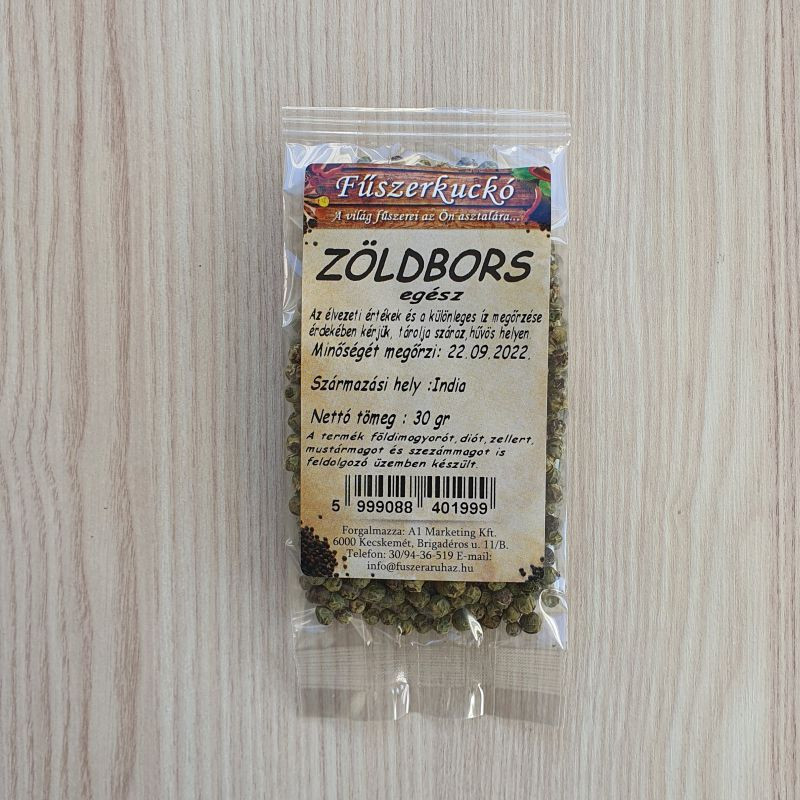 Fűszerkuckó
A világ fűszerei az Ön asztalára...
ZÖLDBORS
egész
Az élvezeti értékek és a különleges íz megőrzése
érdekében kérjük, tárolja száraz,hűvös helyen.
Minőségét megőrzi: 22.09.2022.
Származási hely :India
Nettó tömeg : 30 gr
A termék földimogyorót,diót,zellert,
mustármagot és szezámmagot is
feldolgozó üzemben készült.
5 999088 401999
Forgalmazza: A1 Marketing Kft.
6000 Kecskemét, Brigadéros u. 11/B.
Telefon: 30/94-36-519 E-mail:
info@fuszeraruhaz.hu